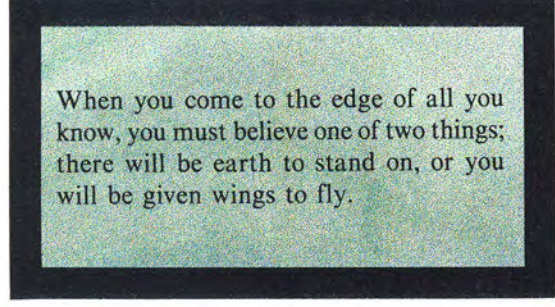 When you come to the edge of all you
know, you must believe one of two things;
there will be earth to stand on, or you
will be given wings to fly.